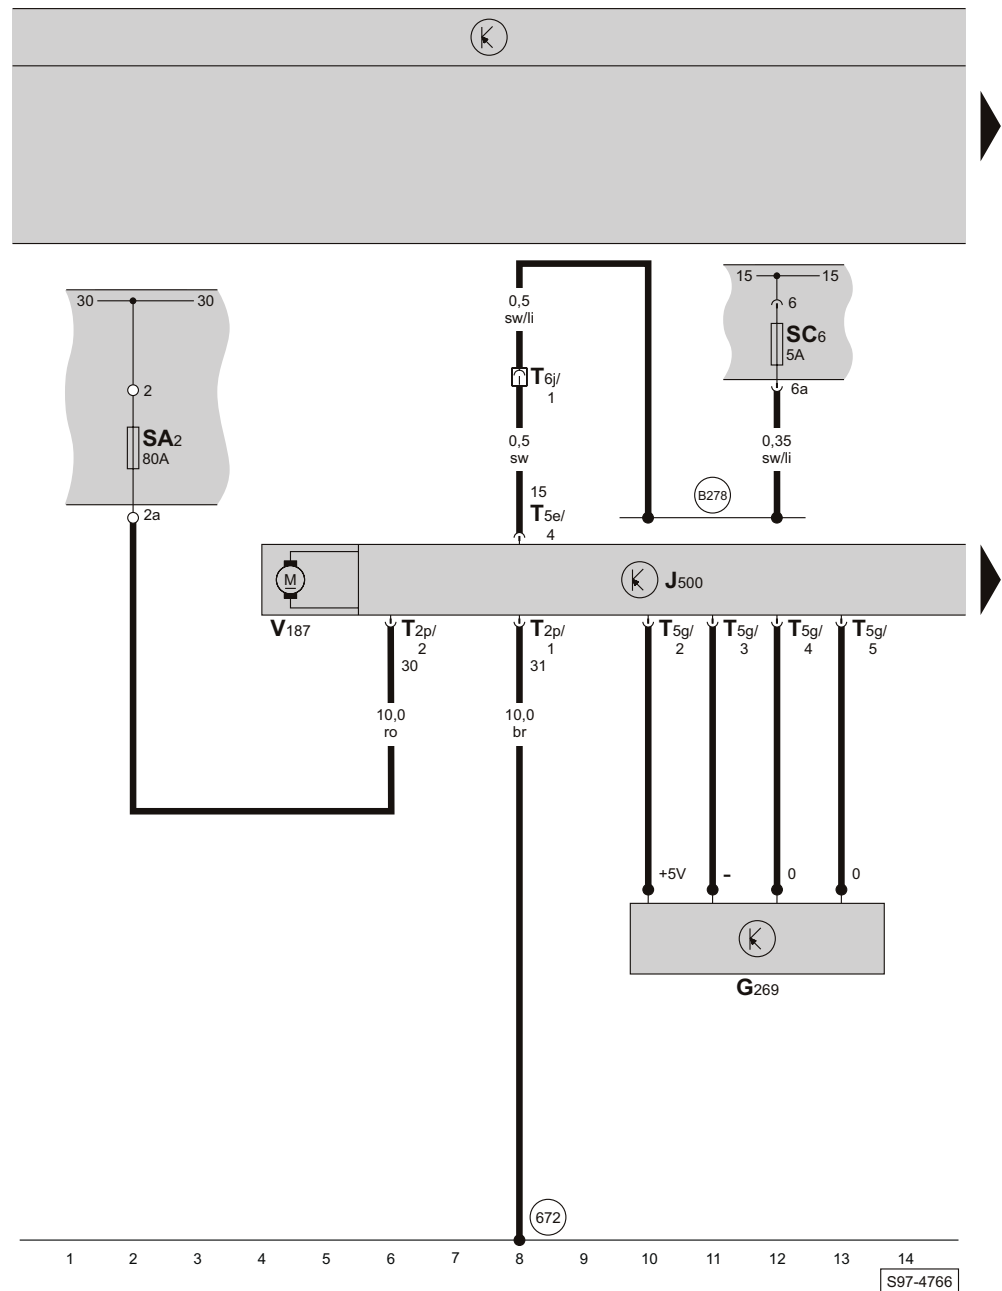 30 30
2
SA2
80A
2a
0,5
sw/li
T6j/
1
0,5
sw
15
T5e/
4
15 15
6
SC6
5A
6a
0,35
sw/li
B278
M
V187
J500
T2p/
2
30
T2p/
1
31
T5g/
2
T5g/
3
T5g/
4
T5g/
5
10,0
ro
10,0
br
+5V - 0 0
G269
672
1 2 3 4 5 6 7 8 9 10 11 12 13 14
S97-4766